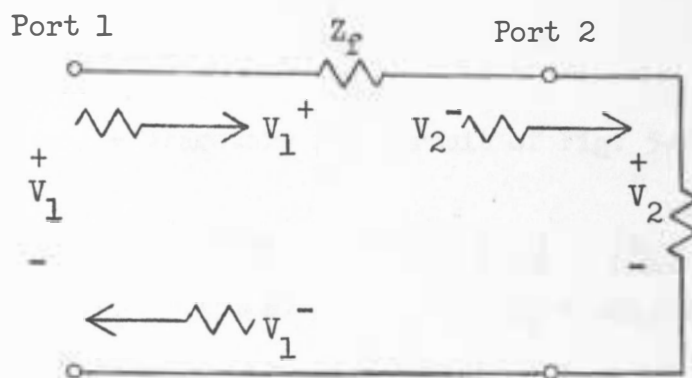 Port 1
Z_f
Port 2
V_1^+
V_2^-
+
V_1
-
+
V_2
-
V_1^-